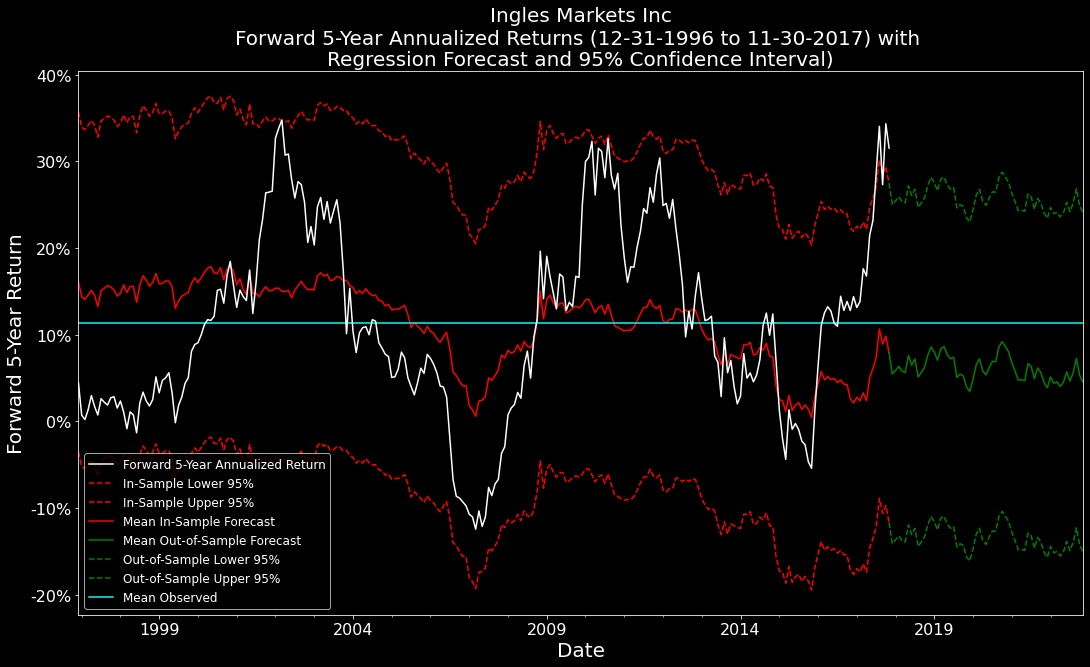 Ingles Markets Inc
Forward 5-Year Annualized Returns (12-31-1996 to 11-30-2017) with
Regression Forecast and 95% Confidence Interval)
40%
30%
20%
10%
0%
-10%
-20%
Forward 5-Year Return
Forward 5-Year Annualized Return
In-Sample Lower 95%
In-Sample Upper 95%
Mean In-Sample Forecast
Mean Out-of-Sample Forecast
Out-of-Sample Lower 95%
Out-of-Sample Upper 95%
Mean Observed
1999 2004 2009 2014 2019
Date